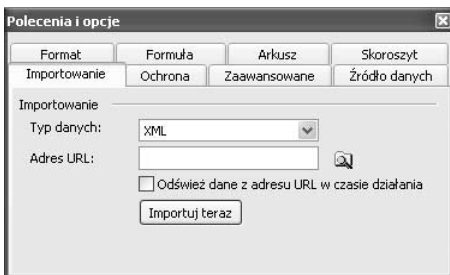 Polecenia i opcje
Format Formuła Arkusz Skoroszyt
Importowanie Ochrona Zaawansowane Źródło danych
Importowanie
Typ danych: XML
Adres URL:
Odśwież dane z adresu URL w czasie działania
Importuj teraz